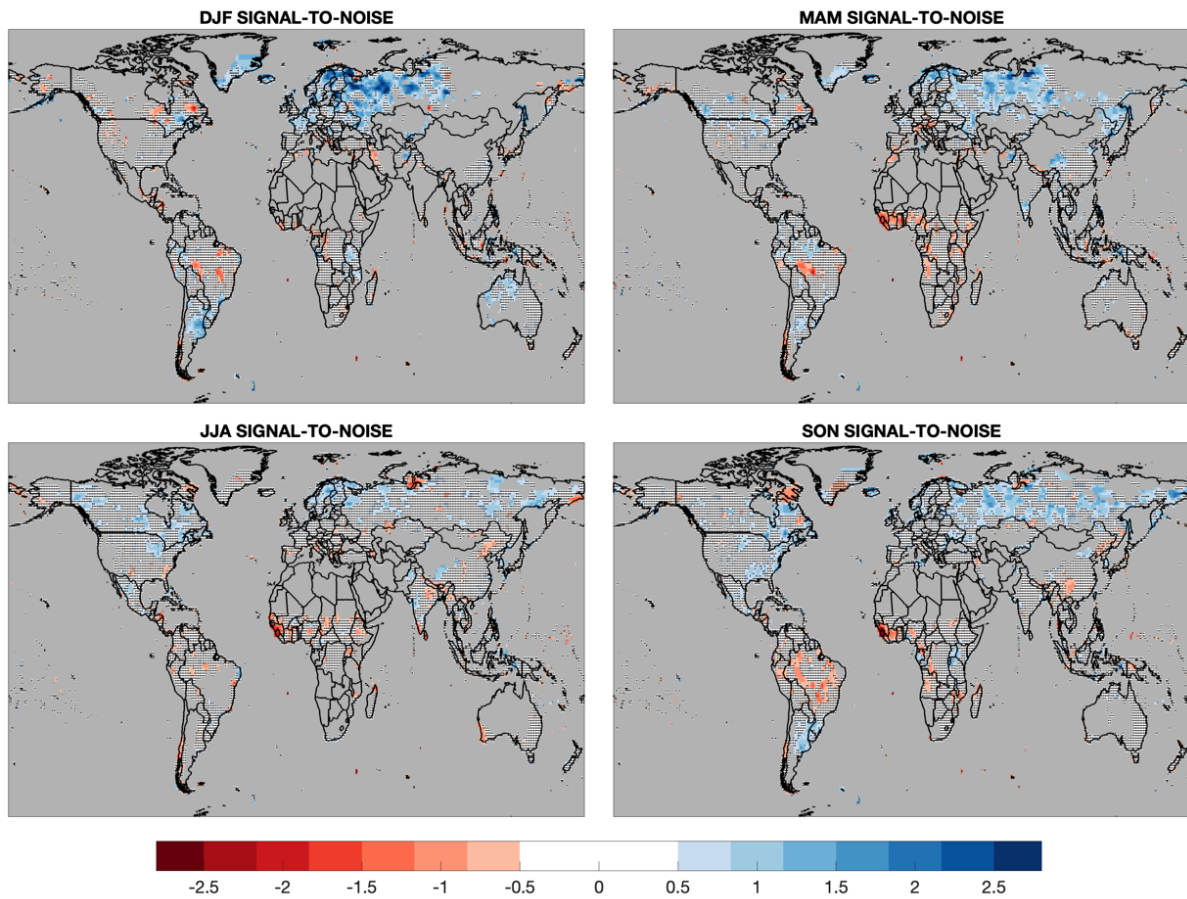 DJF SIGNAL-TO-NOISE
MAM SIGNAL-TO-NOISE
JJA SIGNAL-TO-NOISE
SON SIGNAL-TO-NOISE
-2.5 -2 -1.5 -1 -0.5 0 0.5 1 1.5 2 2.5